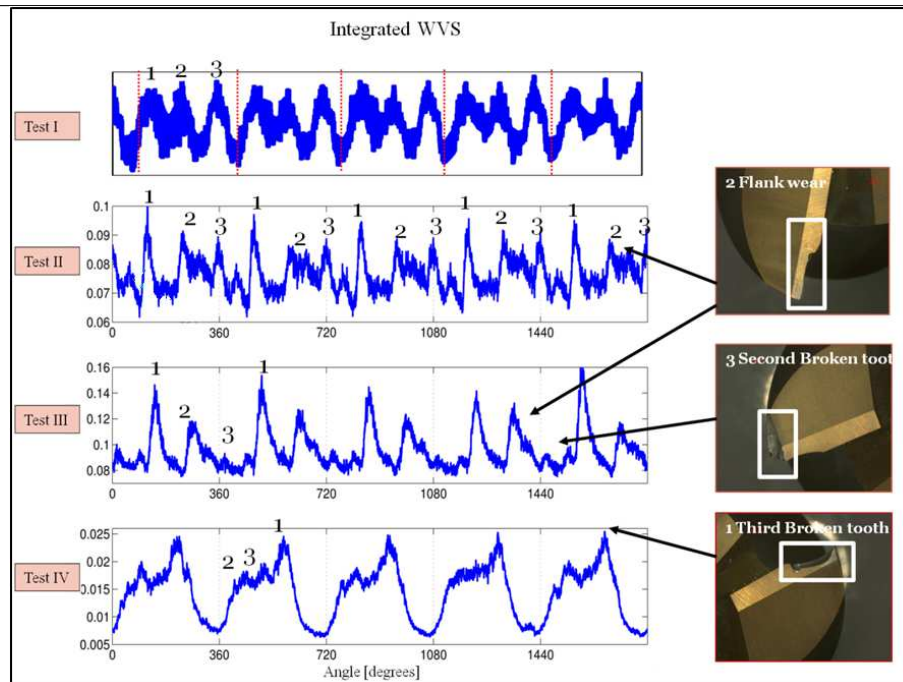 Integrated WVS
1 2 3
Test I
1 2 3 1 2 3 1 2 3 1 2 3 1 2 3
0.1
0.09
0.08
0.07
0.06
Test II
0 360 720 1080 1440
2 Flank wear
1 2 3 1
0.16
0.14
0.12
0.1
0.08
Test III
0 360 720 1080 1440
3 Second Broken toot
2 3 1
0.025
0.02
0.015
0.01
0.005
Test IV
0 360 720 1080 1440
1 Third Broken tooth
Angle [degrees]